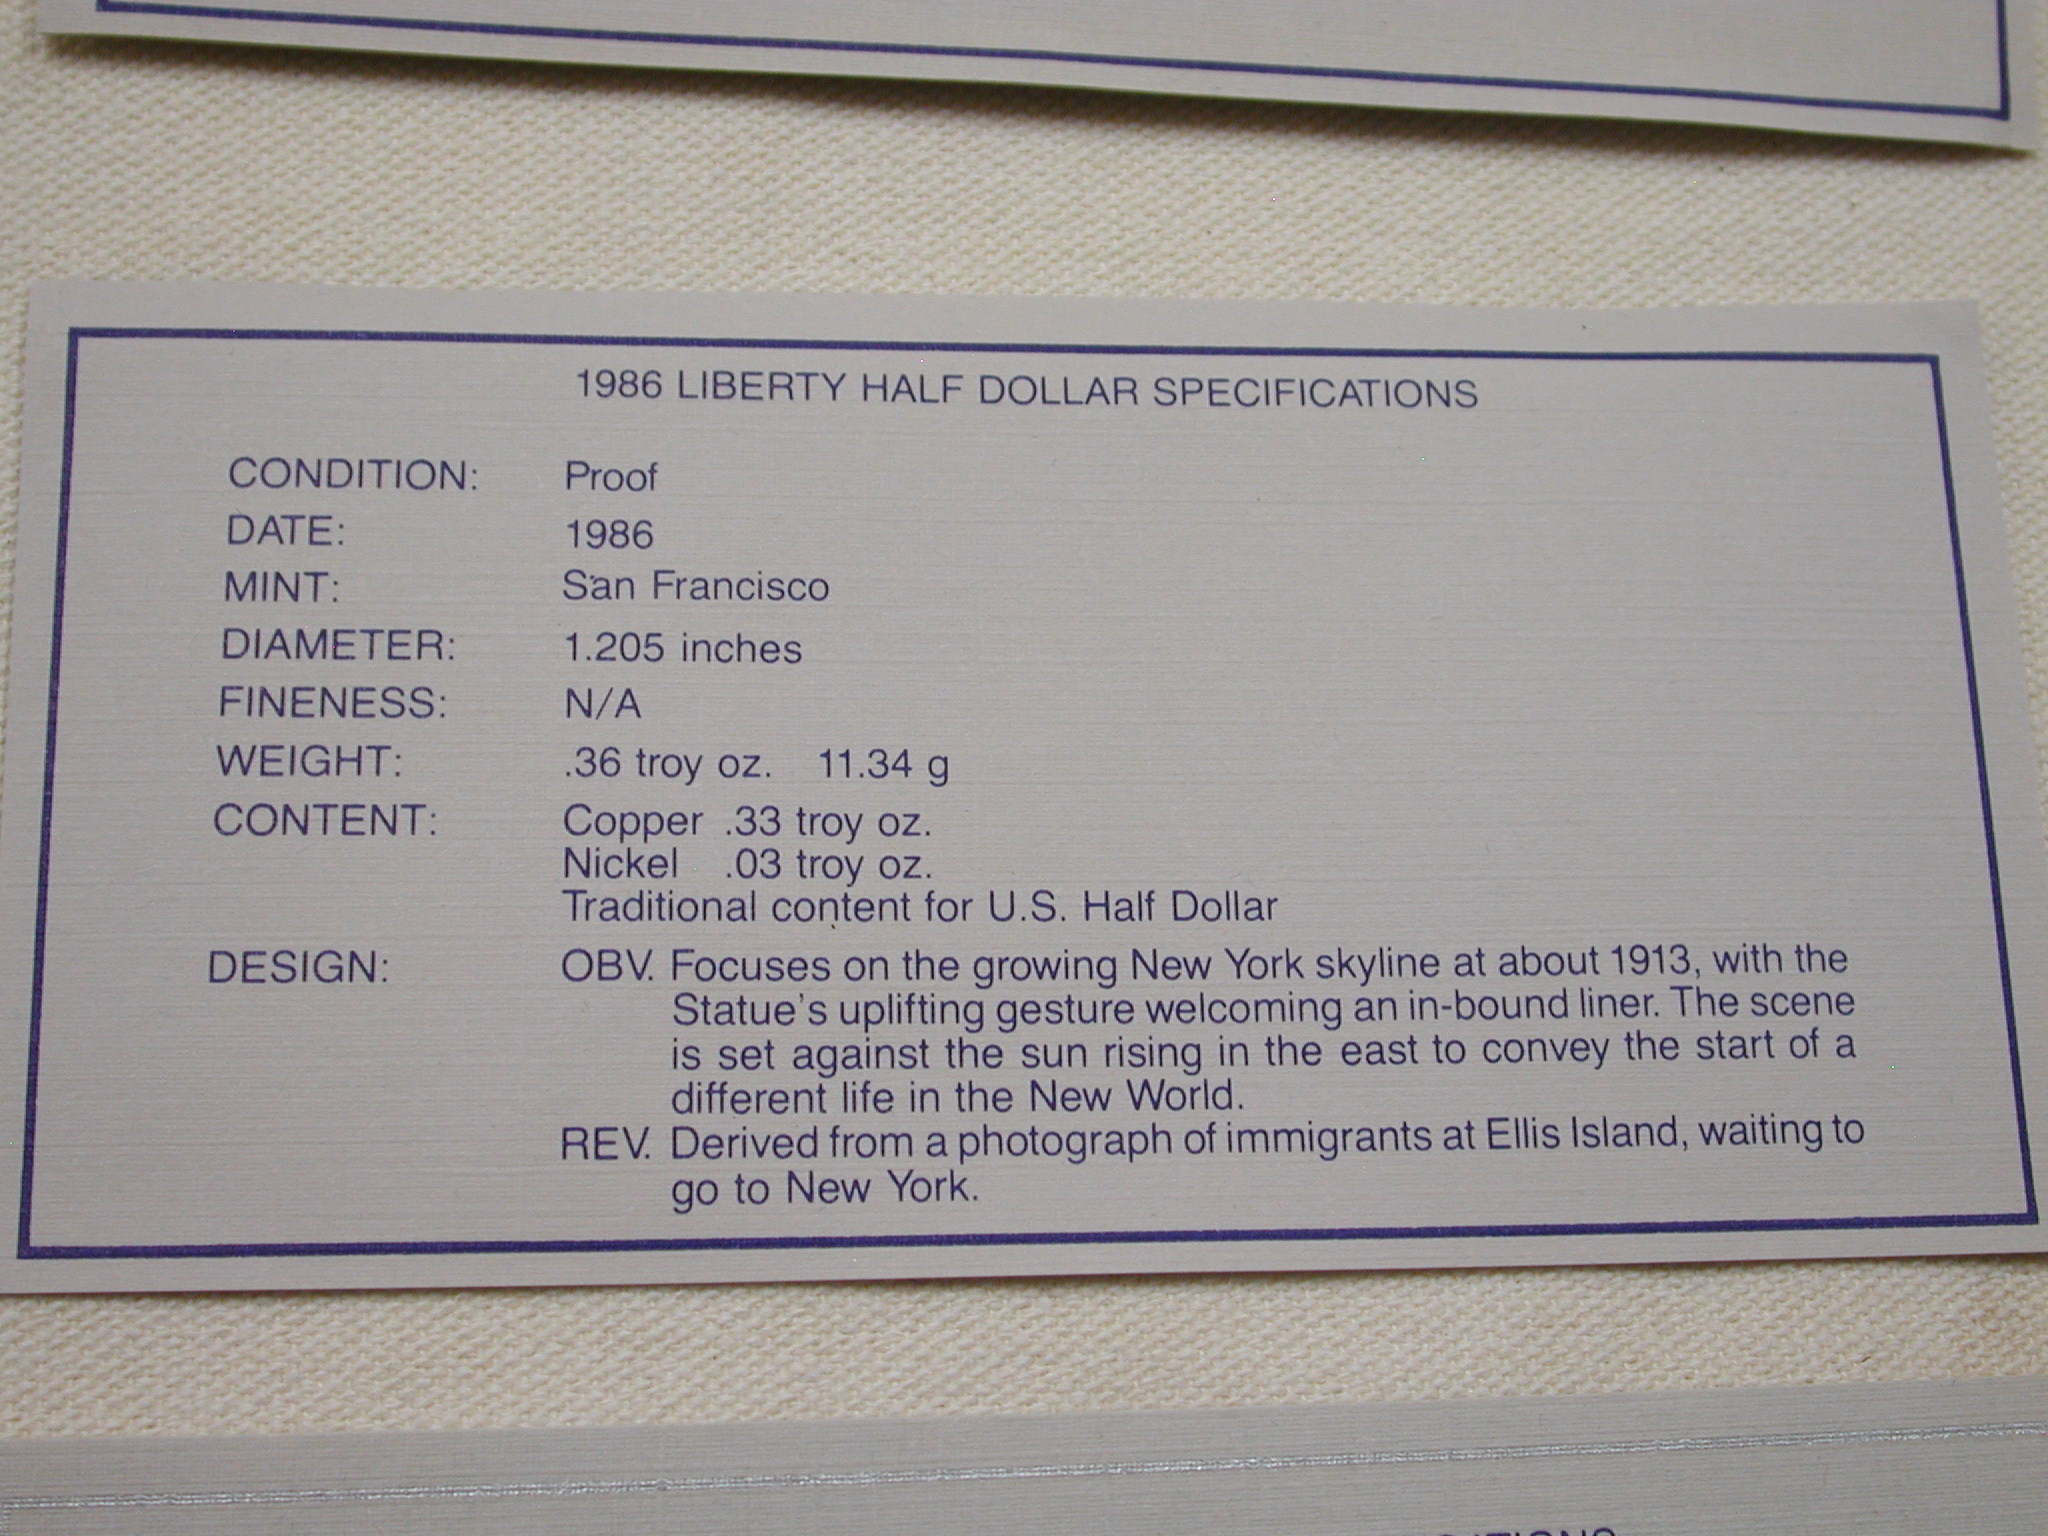 1986 LIBERTY HALF DOLLAR SPECIFICATIONS
CONDITION: Proof
DATE: 1986
MINT: San Francisco
DIAMETER: 1.205 inches
FINENESS: N/A
WEIGHT: .36 troy oz. 11.34 g
CONTENT: Copper .33 troy oz.
Nickel .03 troy oz.
Traditional content for U.S. Half Dollar
DESIGN: OBV. Focuses on the growing New York skyline at about 1913, with the
Statue's uplifting gesture welcoming an in-bound liner. The scene
is set against the sun rising in the east to convey the start of a
different life in the New World.
REV. Derived from a photograph of immigrants at Ellis Island, waiting to
go to New York.